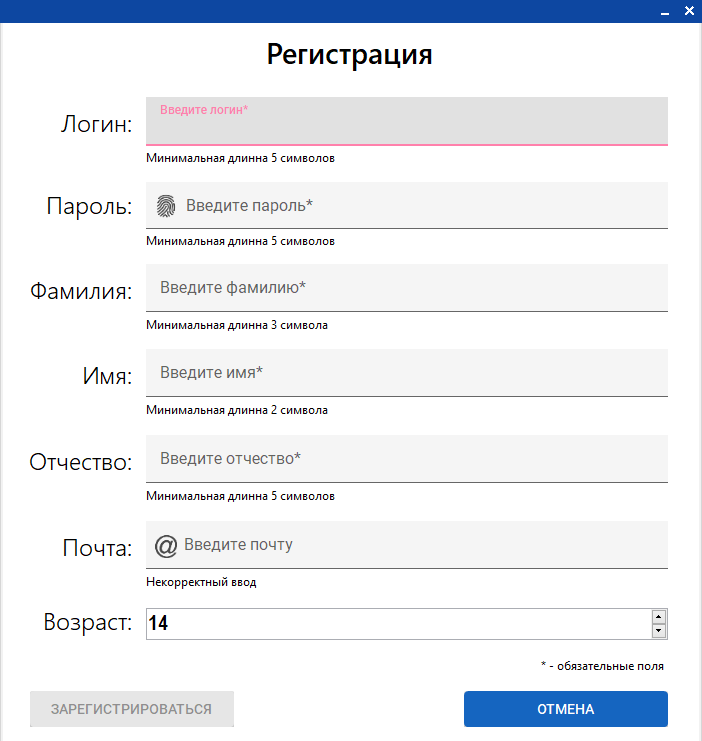 Регистрация
Логин:
Введите логин*
Минимальная длинна 5 символов
Пароль:
Введите пароль*
Минимальная длинна 5 символов
Фамилия:
Введите фамилию*
Минимальная длинна 3 символа
Имя:
Введите имя*
Минимальная длинна 2 символа
Отчество:
Введите отчество*
Минимальная длинна 5 символов
Почта:
@ Введите почту
Некорректный ввод
Возраст:
14
* - обязательные поля
ЗАРЕГИСТРИРОВАТЬСЯ
ОТМЕНА